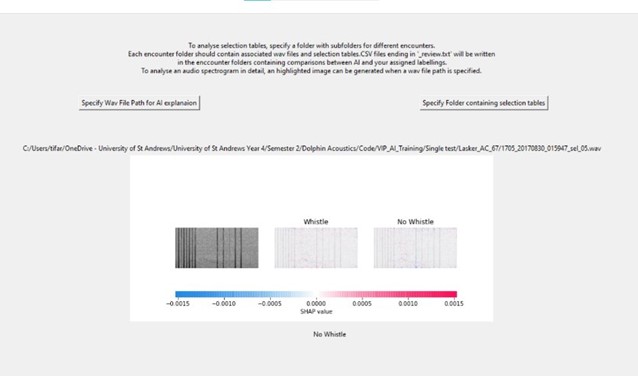 To analyse selection tables, specify a folder with subfolders for different encounters.
Each encounter folder should contain associated wav files and selection tables.CSV files ending in '_review.txt' will be written
in the enccounter folders containing comparisons between AI and your assigned labellings.
To analyse an audio spectrogram in detail, an highlighted image can be generated when a wav file path is specified.
Specify Wav File Path for AI explanaion
Specify Folder containing selection tables
C:/Users/tifar/OneDrive - University of St Andrews/University of St Andrews Year 4/Semester 2/Dolphin Acoustics/Code/VIP_AI_Training/Single test/Lasker_AC_67/1705_20170830_015947_sel_05.wav
Whistle
No Whistle
−0.0015 −0.0010 −0.0005 0.0000 0.0005 0.0010 0.0015
SHAP value
No Whistle